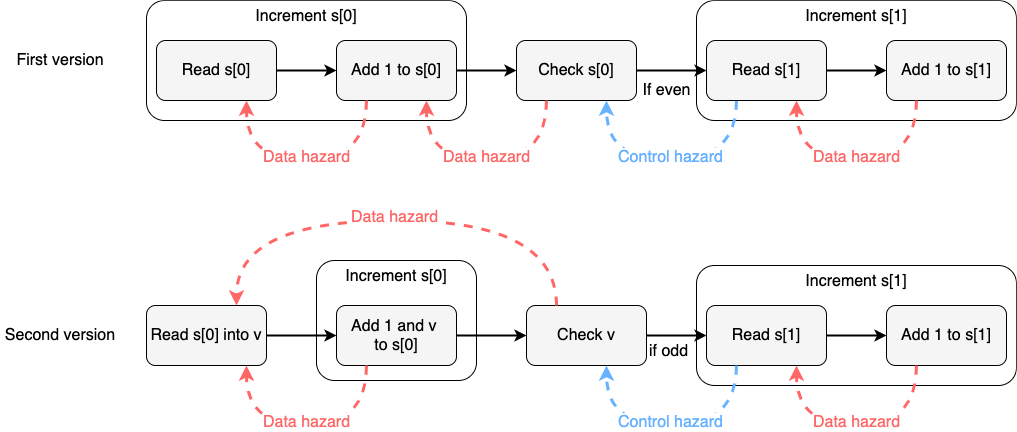 Increment s[0]
Increment s[1]
First version
Read s[0]
Add 1 to s[0]
Check s[0]
If even
Read s[1]
Add 1 to s[1]
Data hazard
Data hazard
Control hazard
Data hazard
Data hazard
Increment s[0]
Increment s[1]
Second version
Read s[0] into v
Add 1 and v
to s[0]
Check v
if odd
Read s[1]
Add 1 to s[1]
Data hazard
Control hazard
Data hazard